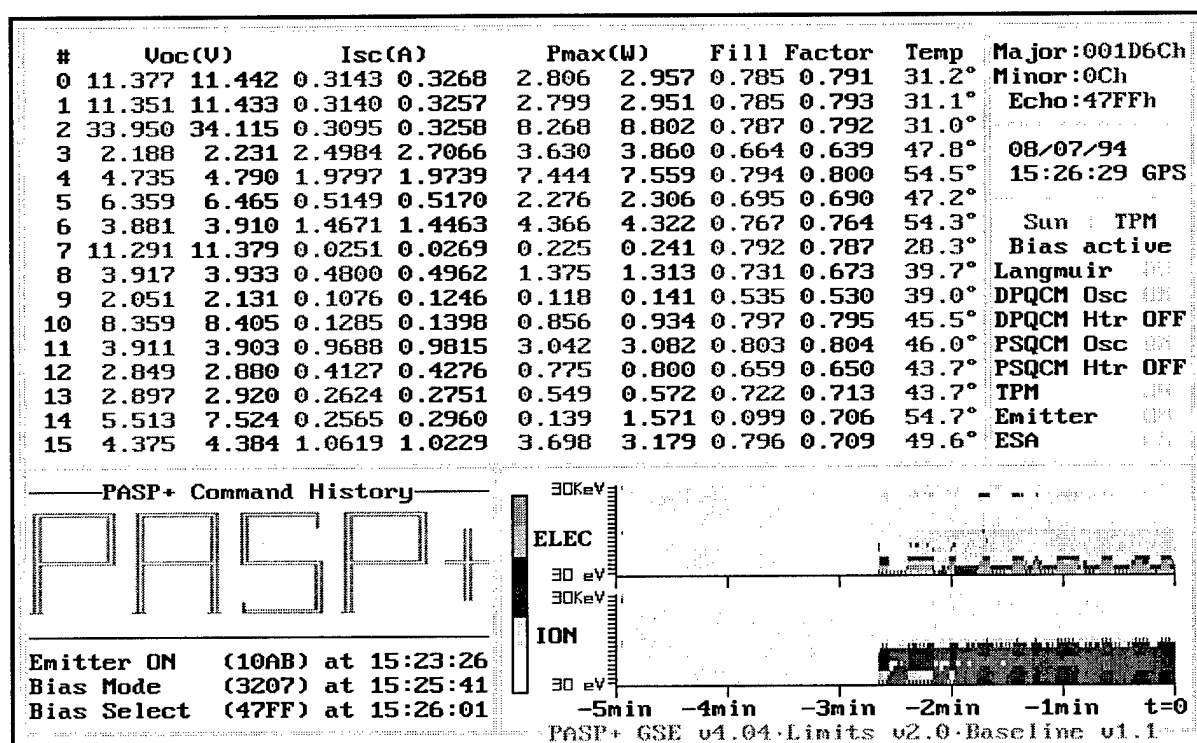 # Voc(V) Isc(A) Pmax(W) Fill Factor Temp
0 11.377 11.442 0.3143 0.3268 2.806 2.957 0.785 0.791 31.2°
1 11.351 11.433 0.3140 0.3257 2.799 2.951 0.785 0.793 31.1°
2 33.950 34.115 0.3095 0.3258 8.268 8.802 0.787 0.792 31.0°
3 2.188 2.231 2.4984 2.7066 3.630 3.860 0.664 0.639 47.8°
4 4.735 4.790 1.9797 1.9739 7.444 7.559 0.794 0.800 54.5°
5 6.359 6.465 0.5149 0.5170 2.276 2.306 0.695 0.690 47.2°
6 3.881 3.910 1.4671 1.4463 4.366 4.322 0.767 0.764 54.3°
7 11.291 11.379 0.0251 0.0269 0.225 0.241 0.792 0.787 28.3°
8 3.917 3.933 0.4800 0.4962 1.375 1.313 0.731 0.673 39.7°
9 2.051 2.131 0.1076 0.1246 0.118 0.141 0.535 0.530 39.0°
10 8.359 8.405 0.1285 0.1398 0.856 0.934 0.797 0.795 45.5°
11 3.911 3.903 0.9688 0.9815 3.042 3.082 0.803 0.804 46.0°
12 2.849 2.880 0.4127 0.4276 0.775 0.800 0.659 0.650 43.7°
13 2.897 2.920 0.2624 0.2751 0.549 0.572 0.722 0.713 43.7°
14 5.513 7.524 0.2565 0.2960 0.139 1.571 0.099 0.706 54.7°
15 4.375 4.384 1.0619 1.0229 3.698 3.179 0.796 0.709 49.6°
Major:001D6Ch
Minor:0Ch
Echo:47FFh
08/07/94
15:26:29 GPS
Sun TPM
Bias active
Langmuir
DPQCM Osc
DPQCM Htr OFF
PSQCM Osc
PSQCM Htr OFF
TPM
Emitter
ESA
PASP+ Command History
PASP+
Emitter ON (10AB) at 15:23:26
Bias Mode (3207) at 15:25:41
Bias Select (47FF) at 15:26:01
30KeV
ELEC
30 eV
30KeV
ION
30 eV
-5min -4min -3min -2min -1min t=0
PASP+ GSE v4.04·Limits v2.0·Baseline v1.1